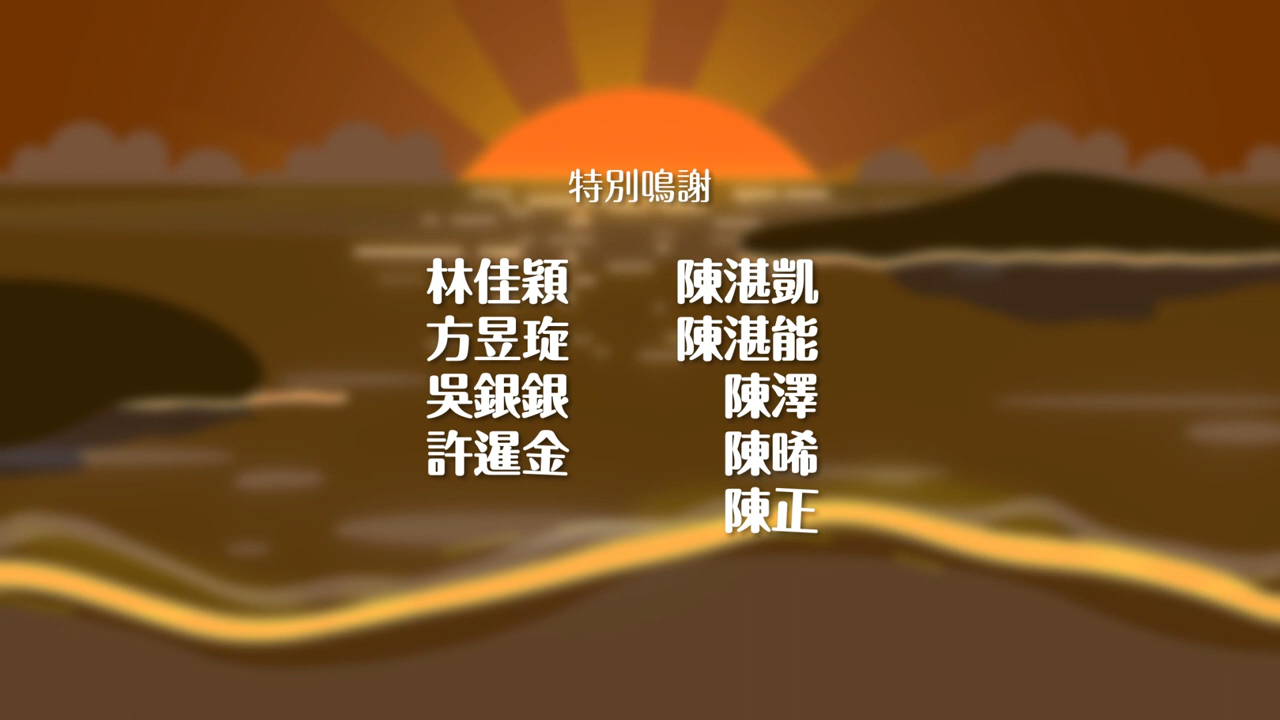 特別鳴謝
林佳穎 陳湛凱
方昱琁 陳湛能
吳銀銀 陳澤
許暹金 陳晞
陳正